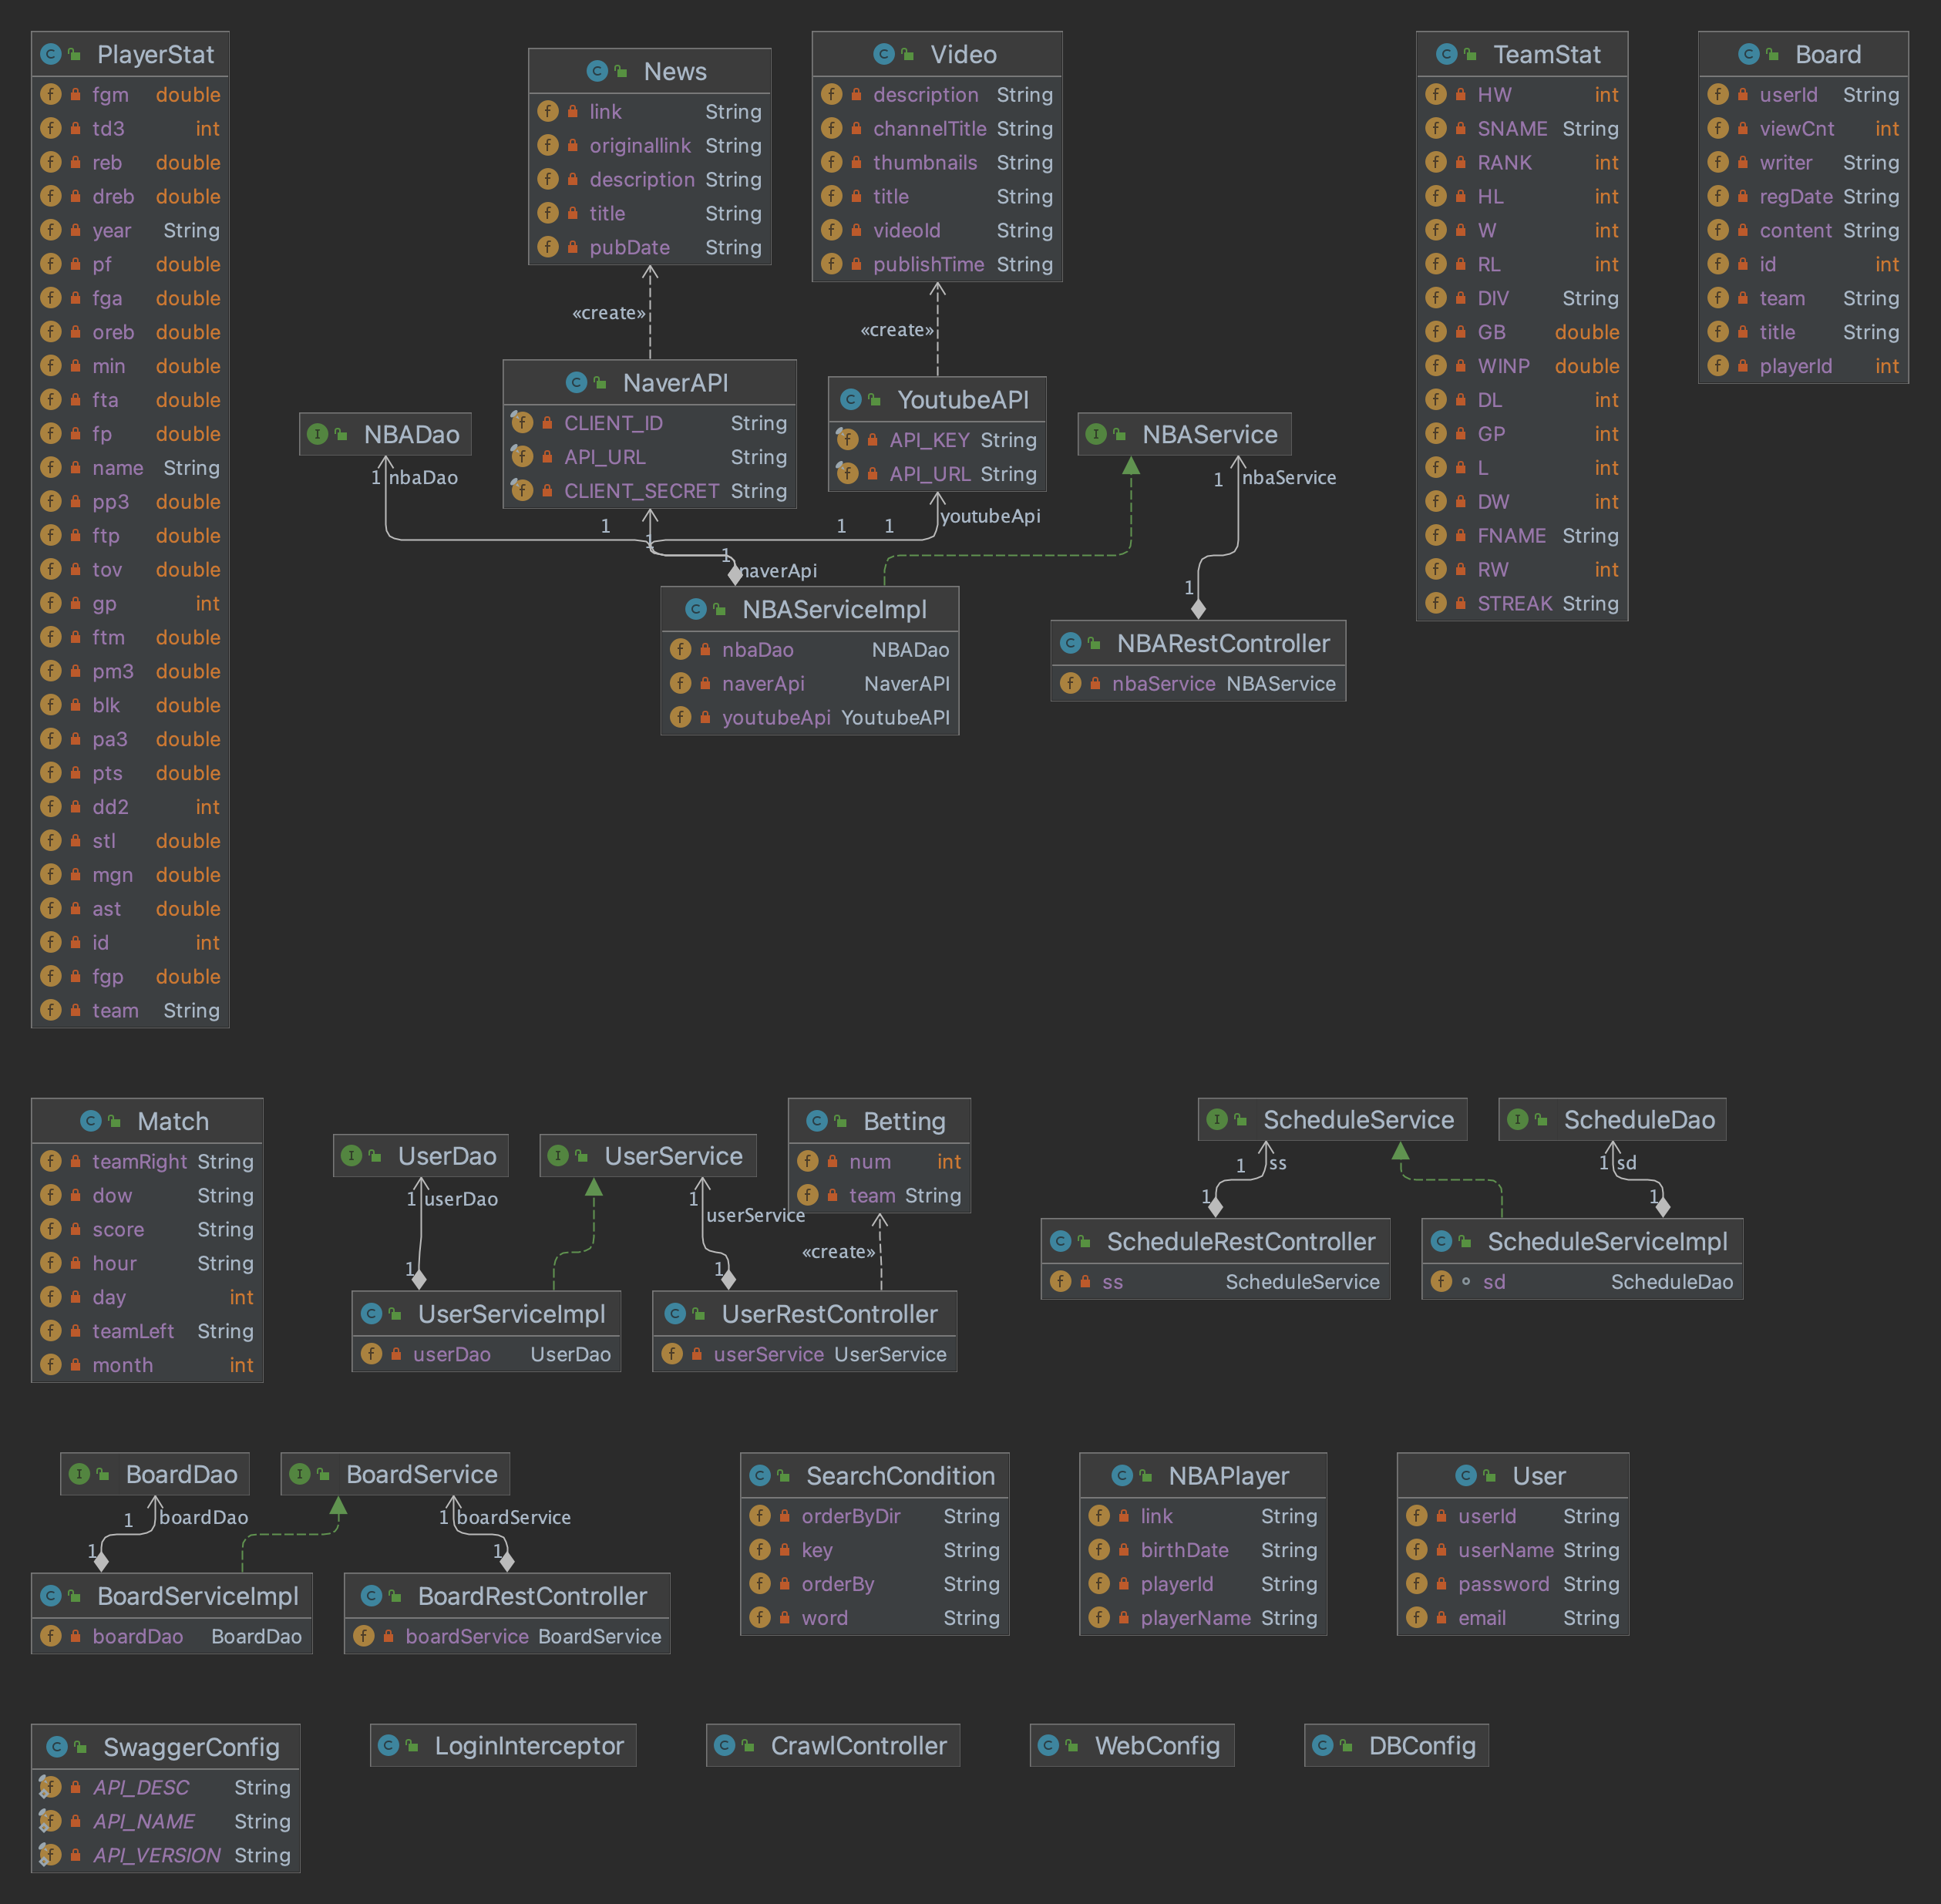 PlayerStat
fgm double
td3 int
reb double
dreb double
year String
pf double
fga double
oreb double
min double
fta double
fp double
name String
pp3 double
ftp double
tov double
gp int
ftm double
pm3 double
blk double
pa3 double
pts double
dd2 int
stl double
mgn double
ast double
id int
fgp double
team String
News
link String
originallink String
description String
title String
pubDate String
Video
description String
channelTitle String
thumbnails String
title String
videoId String
publishTime String
TeamStat
HW int
SNAME String
RANK int
HL int
W int
RL int
DIV String
GB double
WINP double
DL int
GP int
L int
DW int
FNAME String
RW int
STREAK String
Board
userId String
viewCnt int
writer String
regDate String
content String
id int
team String
title String
playerId int
«create»
«create»
NBADao
NaverAPI
CLIENT_ID String
API_URL String
CLIENT_SECRET String
YoutubeAPI
API_KEY String
API_URL String
NBAService
1 nbaDao
1 nbaService
1 1 1 youtubeApi
1
1
naverApi
1
NBAServiceImpl
nbaDao NBADao
naverApi NaverAPI
youtubeApi YoutubeAPI
NBARestController
nbaService NBAService
Match
teamRight String
dow String
score String
hour String
day int
teamLeft String
month int
UserDao
UserService
Betting
num int
team String
1 userDao
1
userService
«create»
1
1
UserServiceImpl
userDao UserDao
UserRestController
userService UserService
ScheduleService
ScheduleDao
1 ss
1 sd
1
1
ScheduleRestController
ss ScheduleService
ScheduleServiceImpl
sd ScheduleDao
BoardDao
BoardService
1 boardDao
1 boardService
1
1
BoardServiceImpl
boardDao BoardDao
BoardRestController
boardService BoardService
SearchCondition
orderByDir String
key String
orderBy String
word String
NBAPlayer
link String
birthDate String
playerId String
playerName String
User
userId String
userName String
password String
email String
SwaggerConfig
API_DESC String
API_NAME String
API_VERSION String
LoginInterceptor
CrawlController
WebConfig
DBConfig